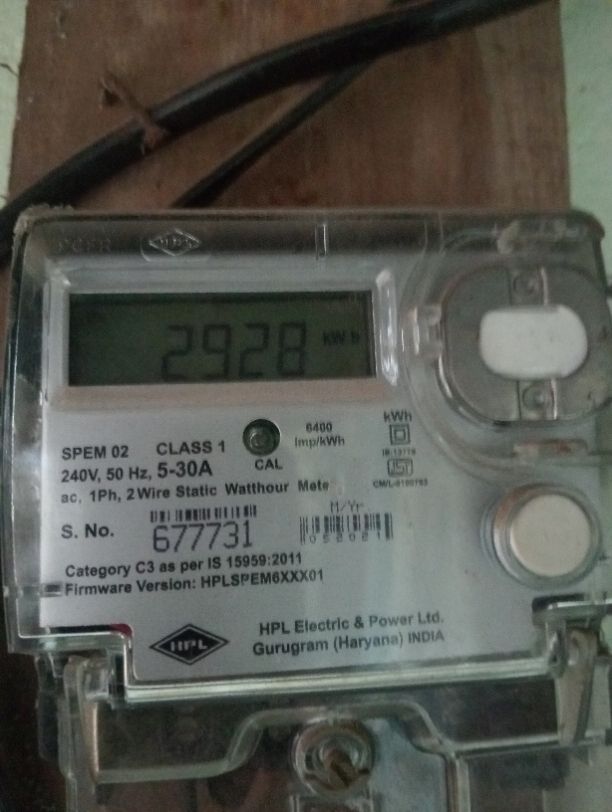 HPL
2928 kWh
SPEM 02 CLASS 1
240V, 50 Hz, 5-30A
ac, 1Ph, 2 Wire Static Watthour Mete
CAL
6400
Imp/kWh
kWh
S. No. 677731
M/Yr
052021
Category C3 as per IS 15959:2011
Firmware Version: HPLSPEM6XXX01
HPL
HPL Electric & Power Ltd.
Gurugram (Haryana) INDIA